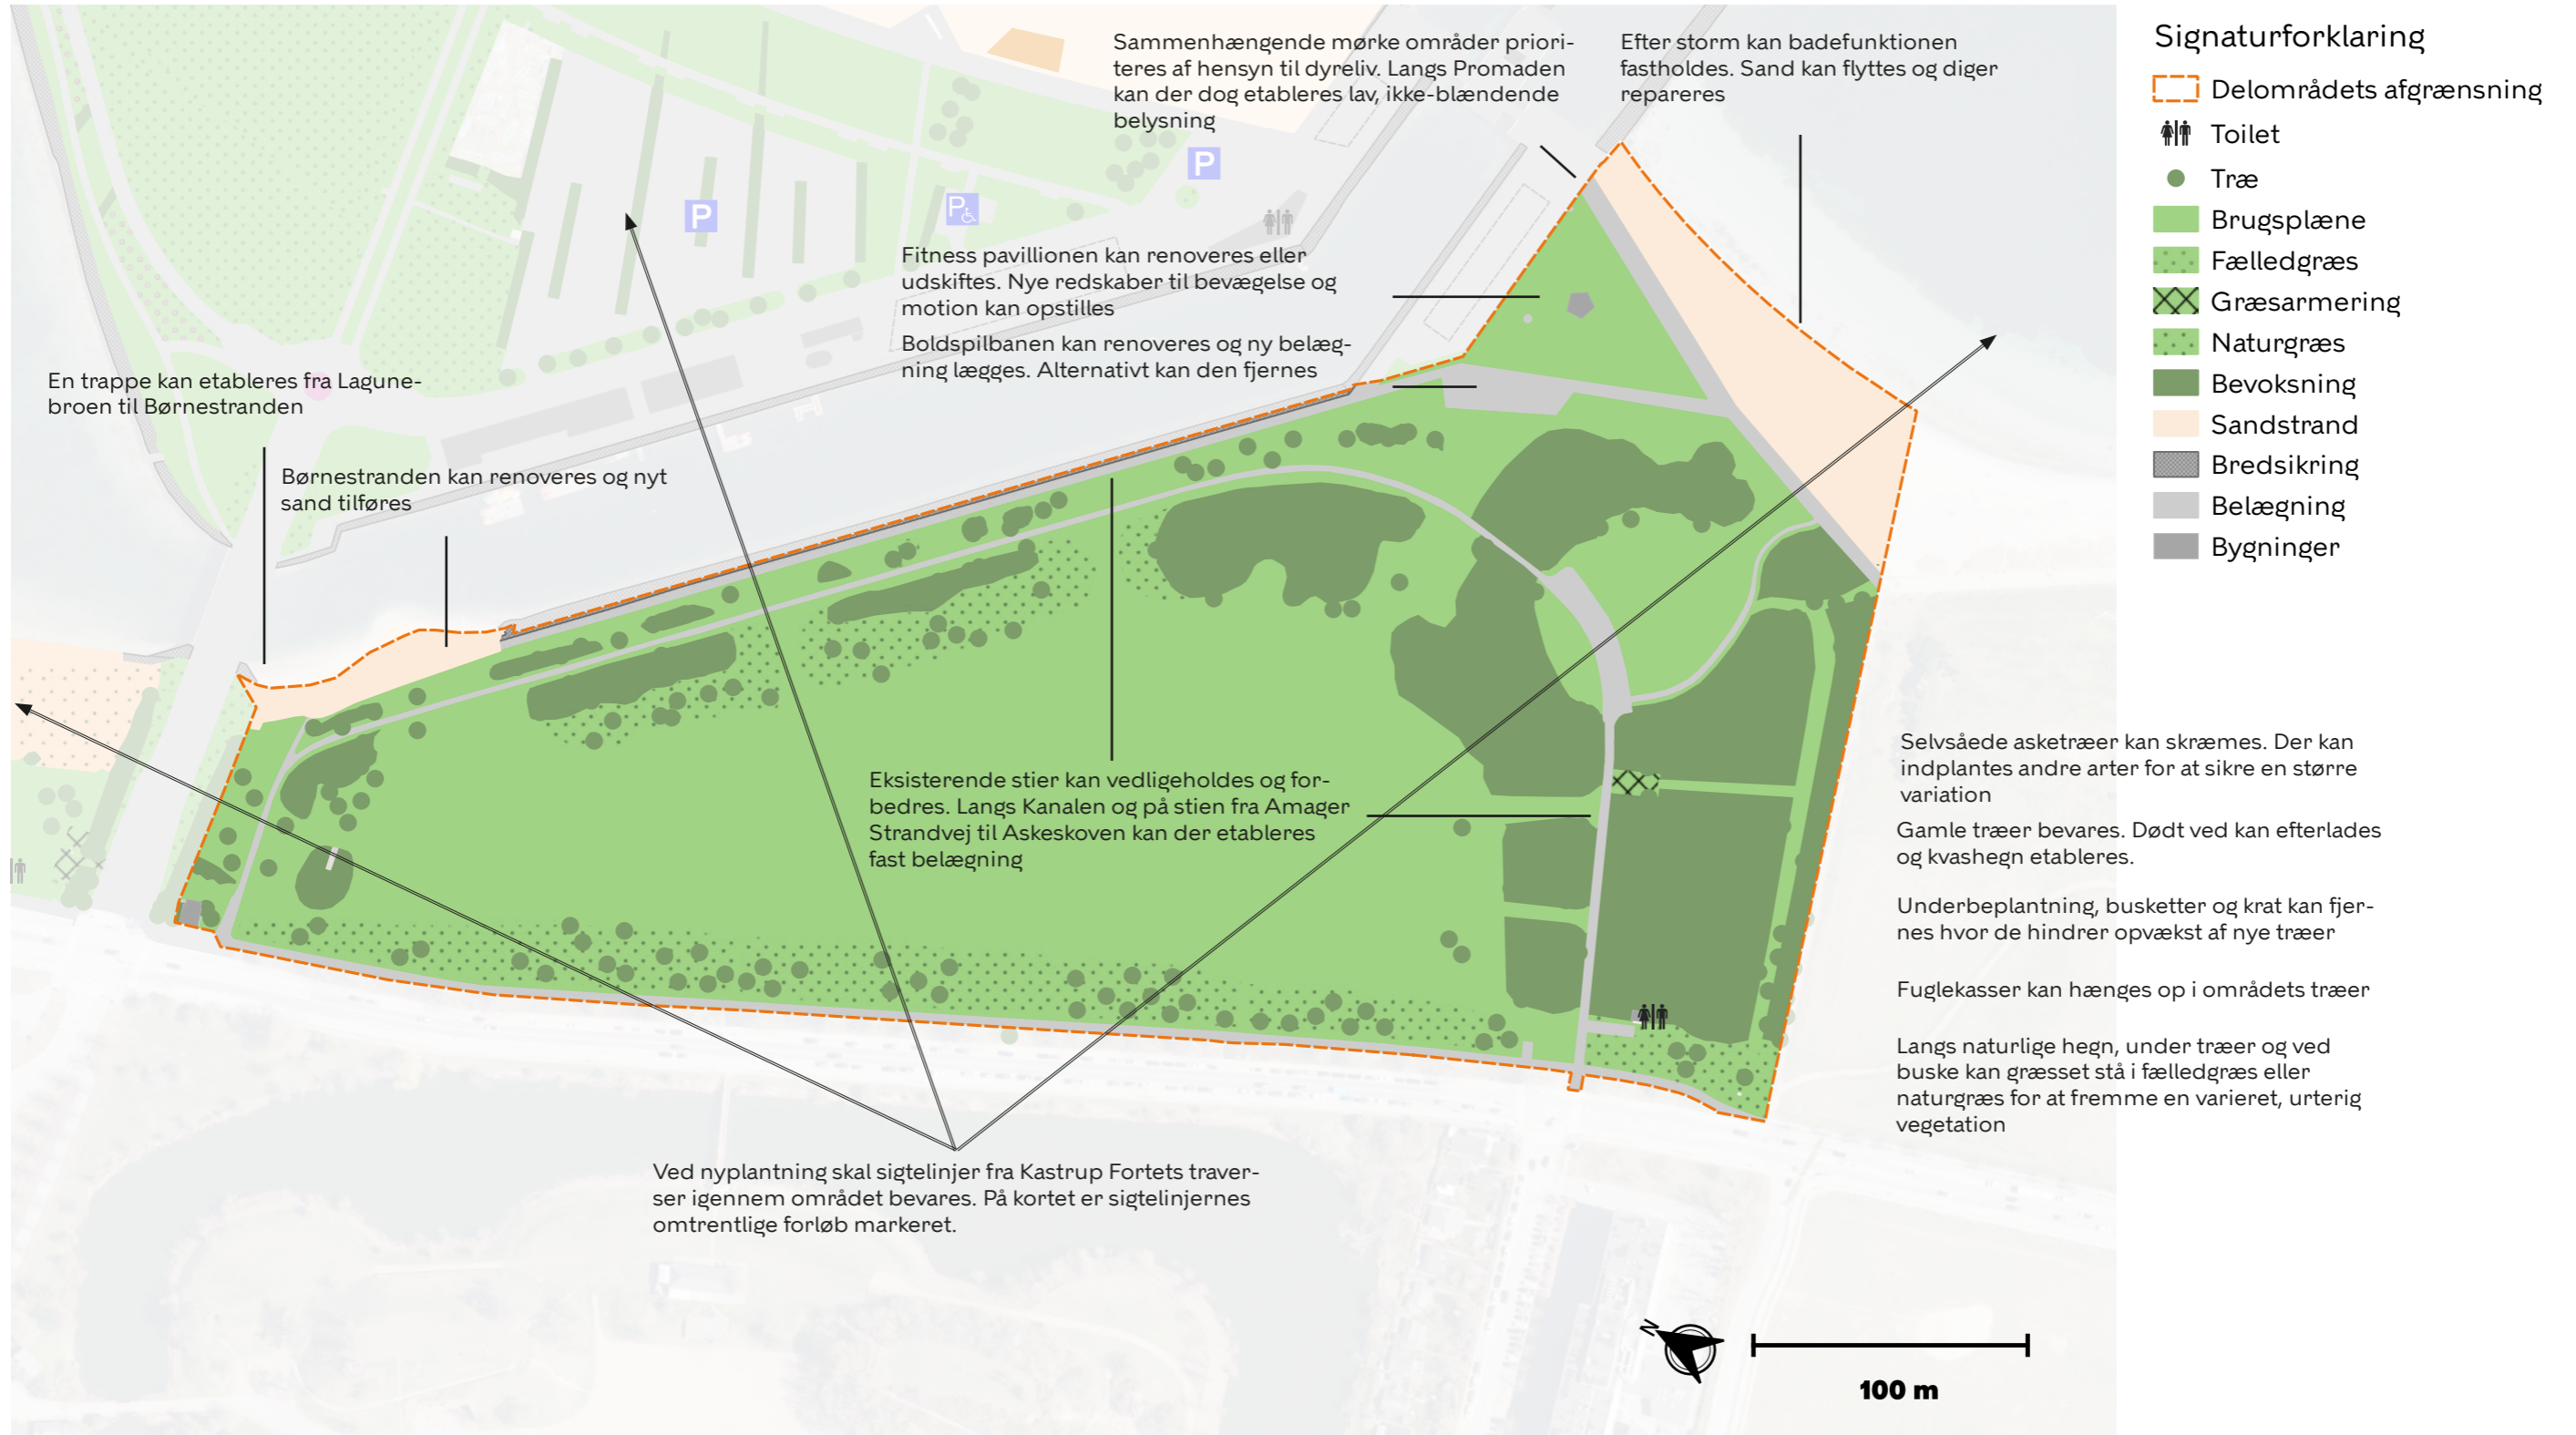 Sammenhængende mørke områder priori-
teres af hensyn til dyreliv. Langs Promaden
kan der dog etableres lav, ikke-blændende
belysning
Efter storm kan badefunktionen
fastholdes. Sand kan flyttes og diger
repareres
P
P
P
Fitness pavillionen kan renoveres eller
udskiftes. Nye redskaber til bevægelse og
motion kan opstilles
Boldspilbanen kan renoveres og ny belæg-
ning lægges. Alternativt kan den fjernes
En trappe kan etableres fra Lagune-
broen til Børnestranden
Børnestranden kan renoveres og nyt
sand tilføres
Eksisterende stier kan vedligeholdes og for-
bedres. Langs Kanalen og på stien fra Amager
Strandvej til Askeskoven kan der etableres
fast belægning
Ved nyplantning skal sigtelinjer fra Kastrup Fortets traver-
ser igennem området bevares. På kortet er sigtelinjernes
omtrentlige forløb markeret.
Signaturforklaring
Delområdets afgrænsning
Toilet
Træ
Brugsplæne
Fælledgræs
Græsarmering
Naturgræs
Bevoksning
Sandstrand
Bredsikring
Belægning
Bygninger
Selvsåede asketræer kan skræmes. Der kan
indplantes andre arter for at sikre en større
variation
Gamle træer bevares. Dødt ved kan efterlades
og kvashegn etableres.
Underbeplantning, busketter og krat kan fjer-
nes hvor de hindrer opvækst af nye træer
Fuglekasser kan hænges op i områdets træer
Langs naturlige hegn, under træer og ved
buske kan græsset stå i fælledgræs eller
naturgræs for at fremme en varieret, urterig
vegetation
N
100 m